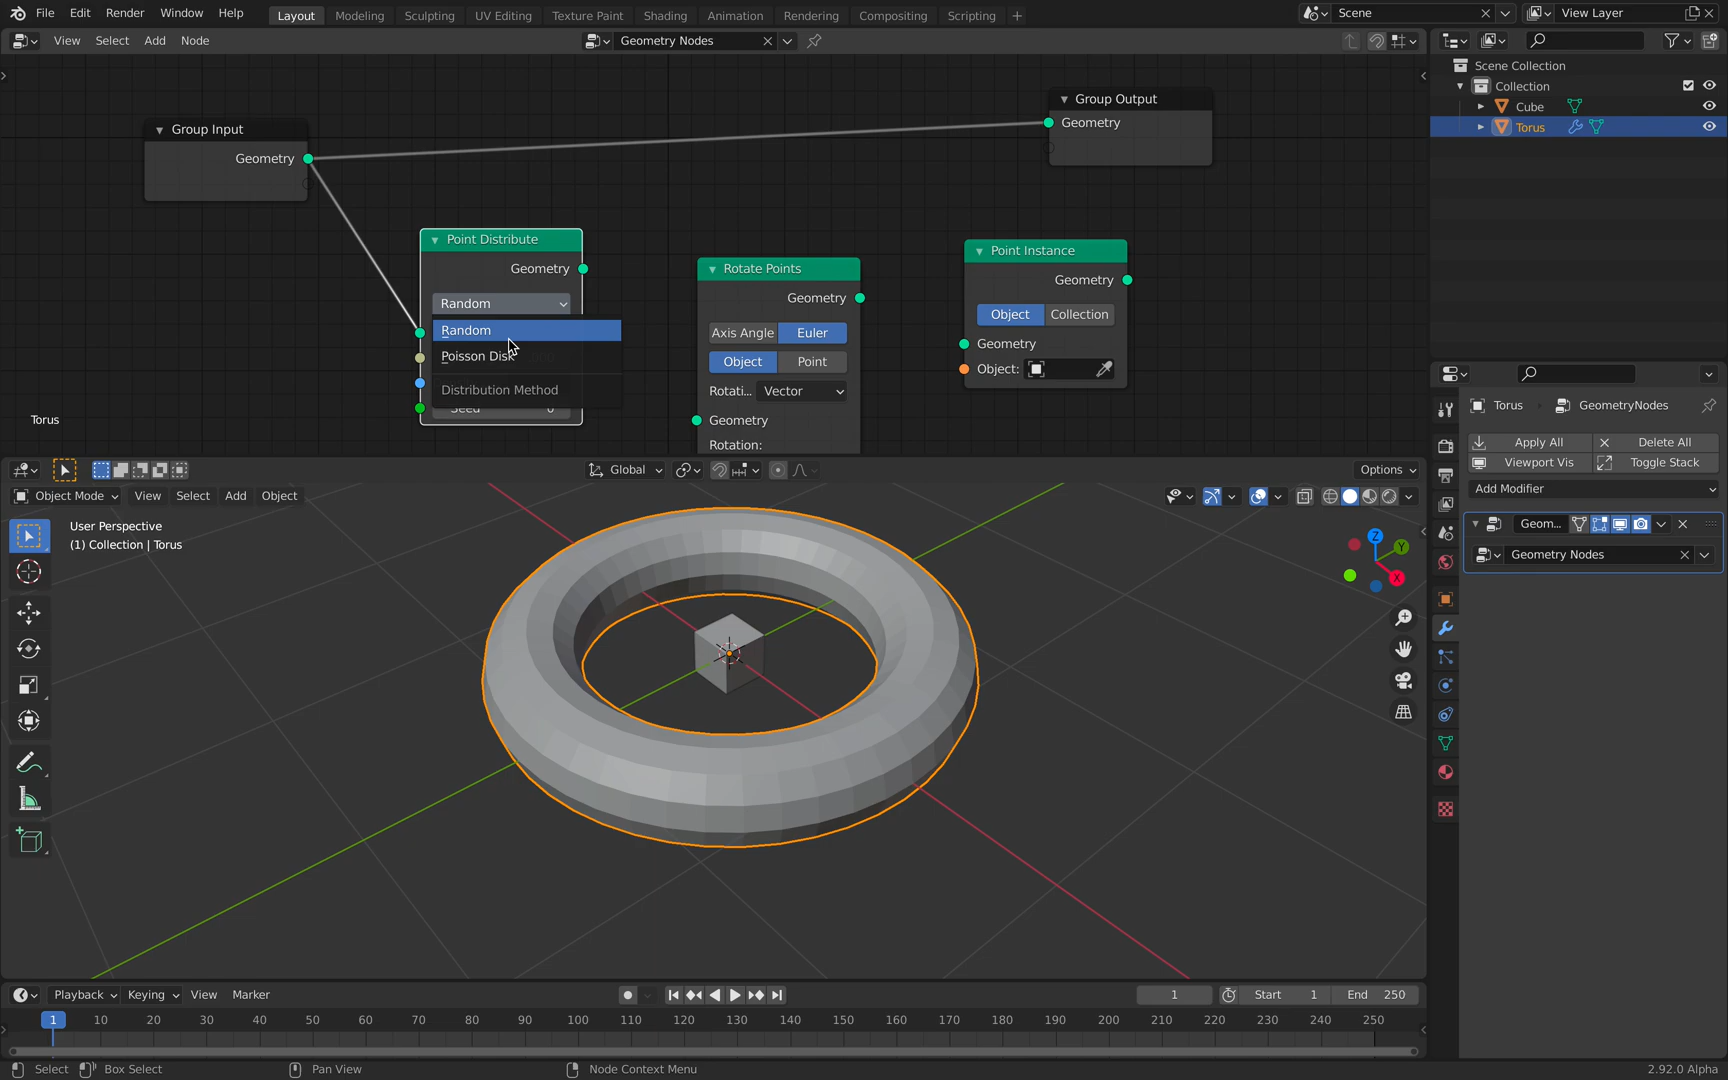 File Edit Render Window Help Layout Modeling Sculpting UV Editing Texture Paint Shading Animation Rendering Compositing Scripting + Scene View Layer
View Select Add Node Geometry Nodes
Scene Collection
Collection
Cube
Torus
Group Input
Geometry
Group Output
Geometry
Point Distribute
Geometry
Random
Random
Poisson Disk
Distribution Method
Seed 0
Rotate Points
Geometry
Axis Angle Euler
Object Point
Rotati... Vector
Geometry
Rotation:
Point Instance
Geometry
Object Collection
Geometry
Object:
Torus
Torus GeometryNodes
Apply All Delete All
Viewport Vis Toggle Stack
Add Modifier
Geom...
Geometry Nodes
Global Options
Object Mode View Select Add Object
User Perspective
(1) Collection | Torus
Z
Y
X
Playback Keying View Marker 1 Start 1 End 250
1 10 20 30 40 50 60 70 80 90 100 110 120 130 140 150 160 170 180 190 200 210 220 230 240 250
Select Box Select Pan View Node Context Menu 2.92.0 Alpha